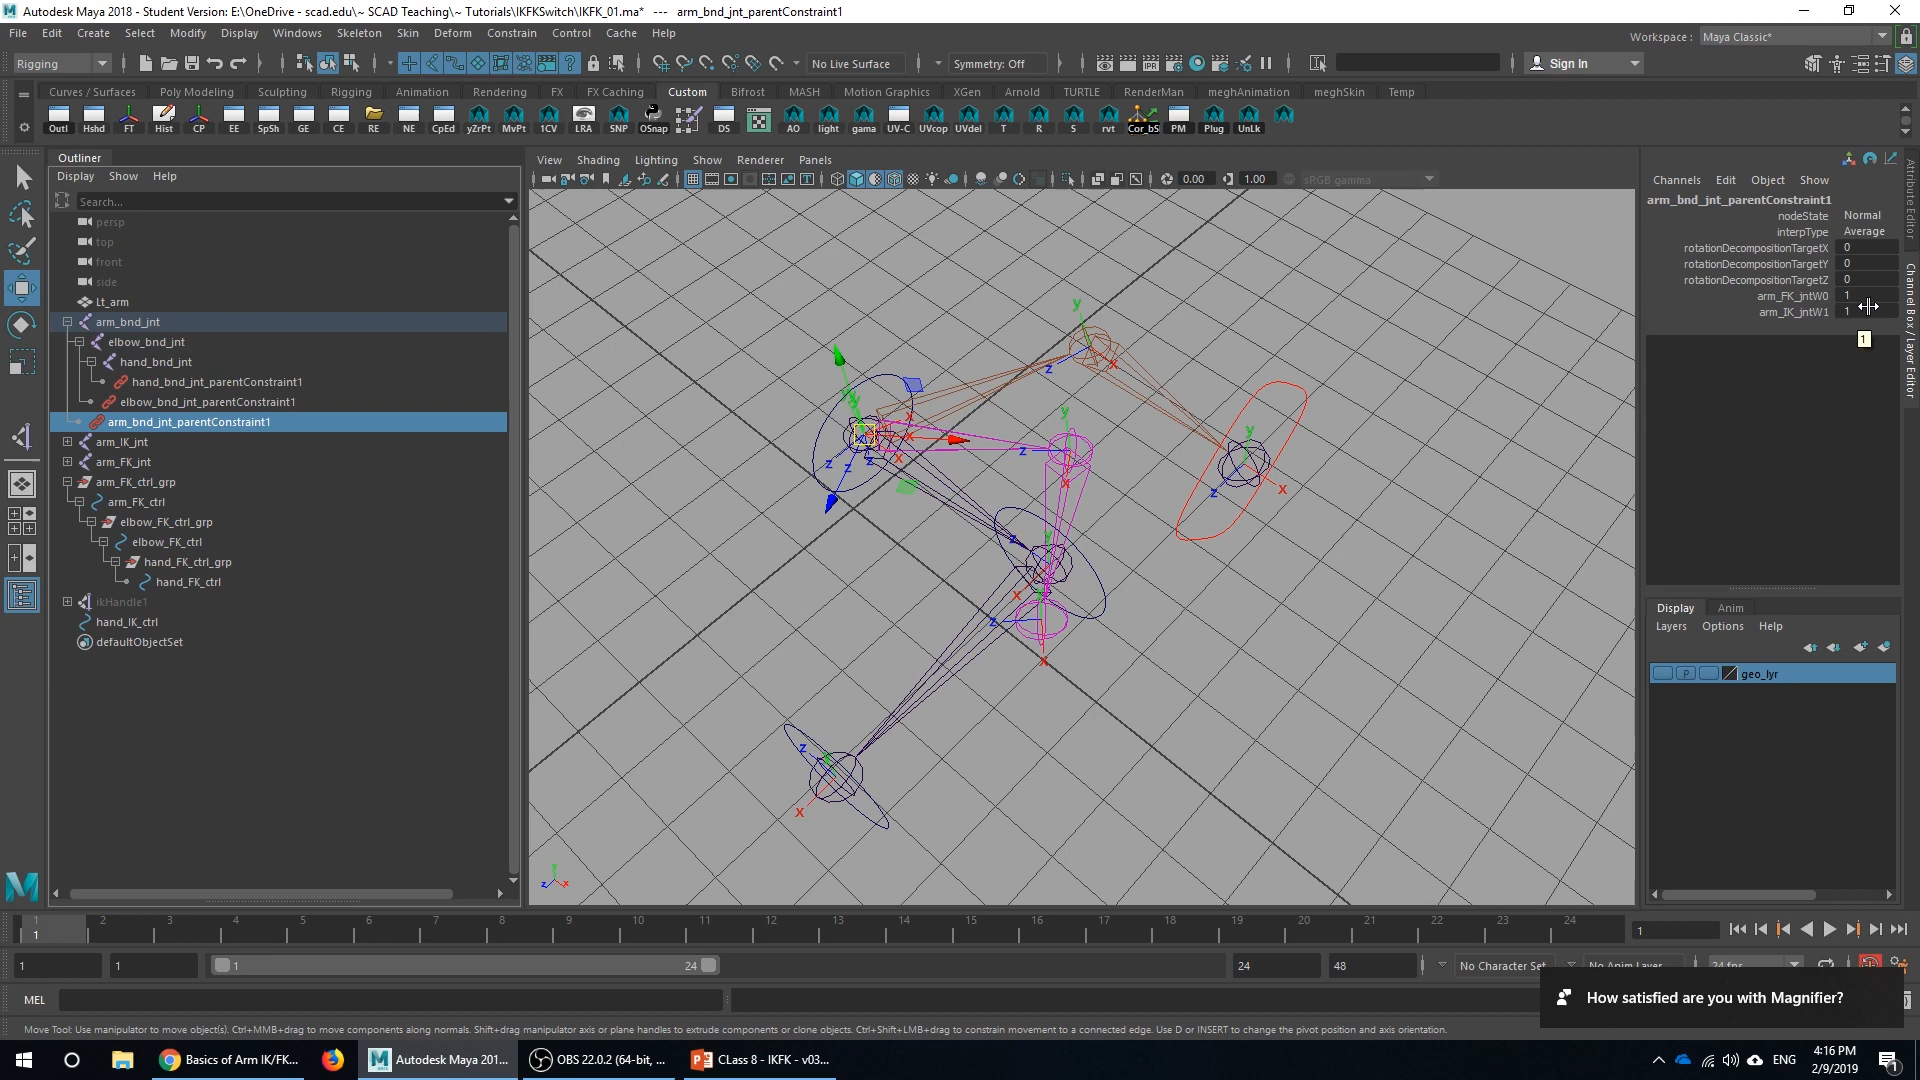 Autodesk Maya 2018 - Student Version: E:\OneDrive - scad.edu\~ SCAD Teaching\~ Tutorials\IKFKSwitch\IKFK_01.ma* --- arm_bnd_jnt_parentConstraint1
File Edit Create Select Modify Display Windows Skeleton Skin Deform Constrain Control Cache Help
Workspace : Maya Classic*
Rigging No Live Surface Symmetry: Off Sign In
Curves / Surfaces Poly Modeling Sculpting Rigging Animation Rendering FX FX Caching Custom Bifrost MASH Motion Graphics XGen Arnold TURTLE RenderMan meghAnimation meghSkin Temp
Outl Hshd FT Hist CP EE SpSh GE CE RE NE CpEd yZrPt MvPt 1CV LRA SNP OSnap DS AO light gama UV-C UVcop UVdel T R S rvt Cor_bS PM Plug UnLk
Outliner
Display Show Help
Search...
persp
top
front
side
Lt_arm
arm_bnd_jnt
elbow_bnd_jnt
hand_bnd_jnt
hand_bnd_jnt_parentConstraint1
elbow_bnd_jnt_parentConstraint1
arm_bnd_jnt_parentConstraint1
arm_IK_jnt
arm_FK_jnt
arm_FK_ctrl_grp
arm_FK_ctrl
elbow_FK_ctrl_grp
elbow_FK_ctrl
hand_FK_ctrl_grp
hand_FK_ctrl
ikHandle1
hand_IK_ctrl
defaultObjectSet
View Shading Lighting Show Renderer Panels
0.00 1.00 sRGB gamma
Channels Edit Object Show
arm_bnd_jnt_parentConstraint1
nodeState Normal
interpType Average
rotationDecompositionTargetX 0
rotationDecompositionTargetY 0
rotationDecompositionTargetZ 0
arm_FK_jntW0 1
arm_IK_jntW1 1
1
Attribute Editor
Channel Box / Layer Editor
Display Anim
Layers Options Help
P geo_lyr
1 2 3 4 5 6 7 8 9 10 11 12 13 14 15 16 17 18 19 20 21 22 23 24
1 1
1 1 1 24 24 48 No Character Set No Anim Layer 24 fps
MEL
How satisfied are you with Magnifier?
Move Tool: Use manipulator to move object(s). Ctrl+MMB+drag to move components along normals. Shift+drag manipulator axis or plane handles to extrude components or clone objects. Ctrl+Shift+LMB+drag to constrain movement to a connected edge. Use D or INSERT to change the pivot position and axis orientation.
Basics of Arm IK/FK... Autodesk Maya 201... OBS 22.0.2 (64-bit, ... CLass 8 - IKFK - v03...
ENG 4:16 PM
2/9/2019
1